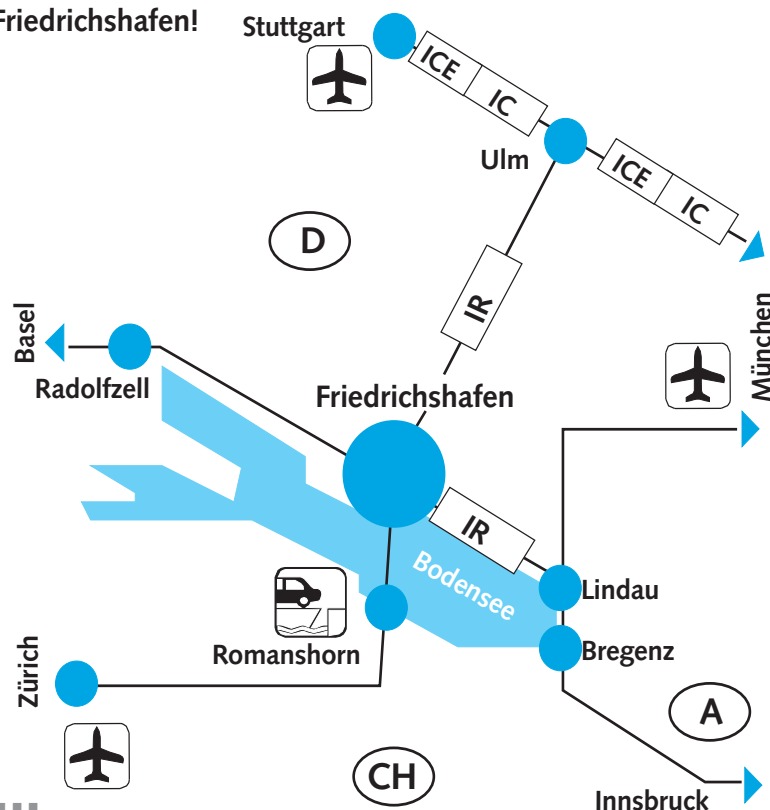 Friedrichshafen!
Stuttgart
ICE
IC
Ulm
ICE
IC
D
IR
Basel
Radolfzell
München
Friedrichshafen
IR
Bodensee
Lindau
Romanshorn
Bregenz
Zürich
A
CH
Innsbruck